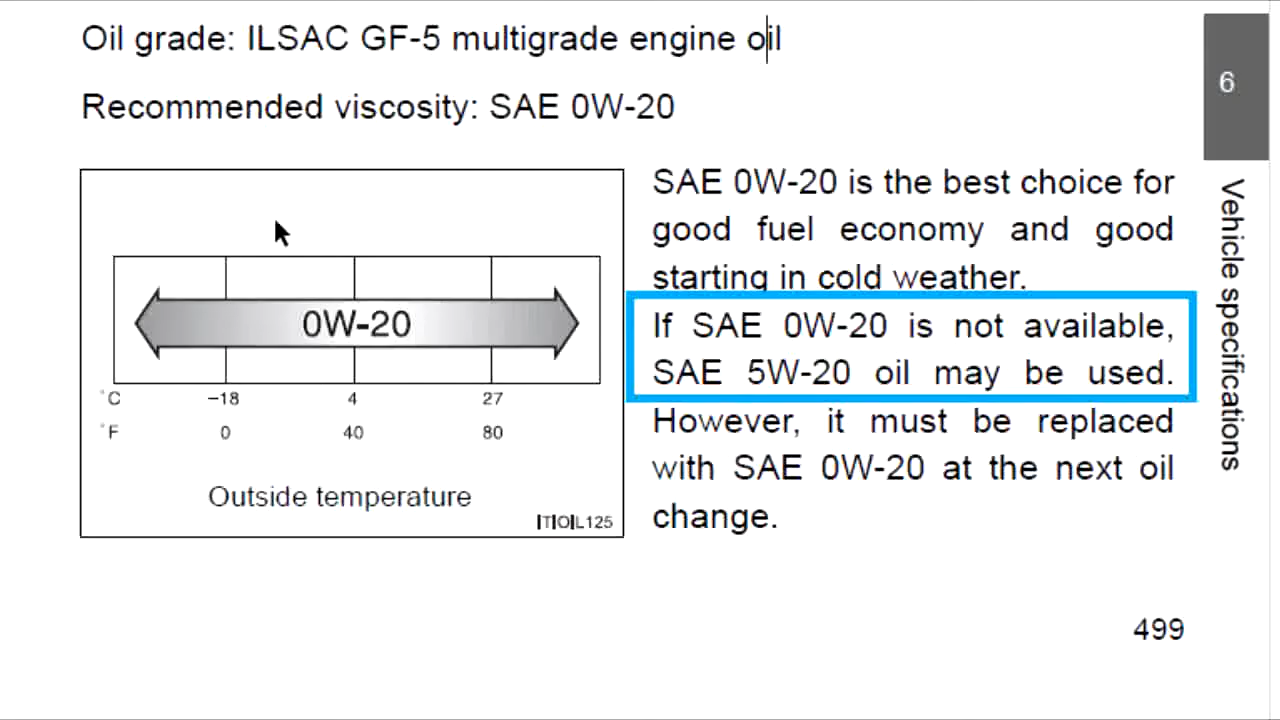 Oil grade: ILSAC GF-5 multigrade engine oil
Recommended viscosity: SAE 0W-20
6
Vehicle specifications
SAE 0W-20 is the best choice for
good fuel economy and good
starting in cold weather.
If SAE 0W-20 is not available,
SAE 5W-20 oil may be used.
However, it must be replaced
with SAE 0W-20 at the next oil
change.
0W-20
°C -18 4 27
°F 0 40 80
Outside temperature
ITIOIL125
499